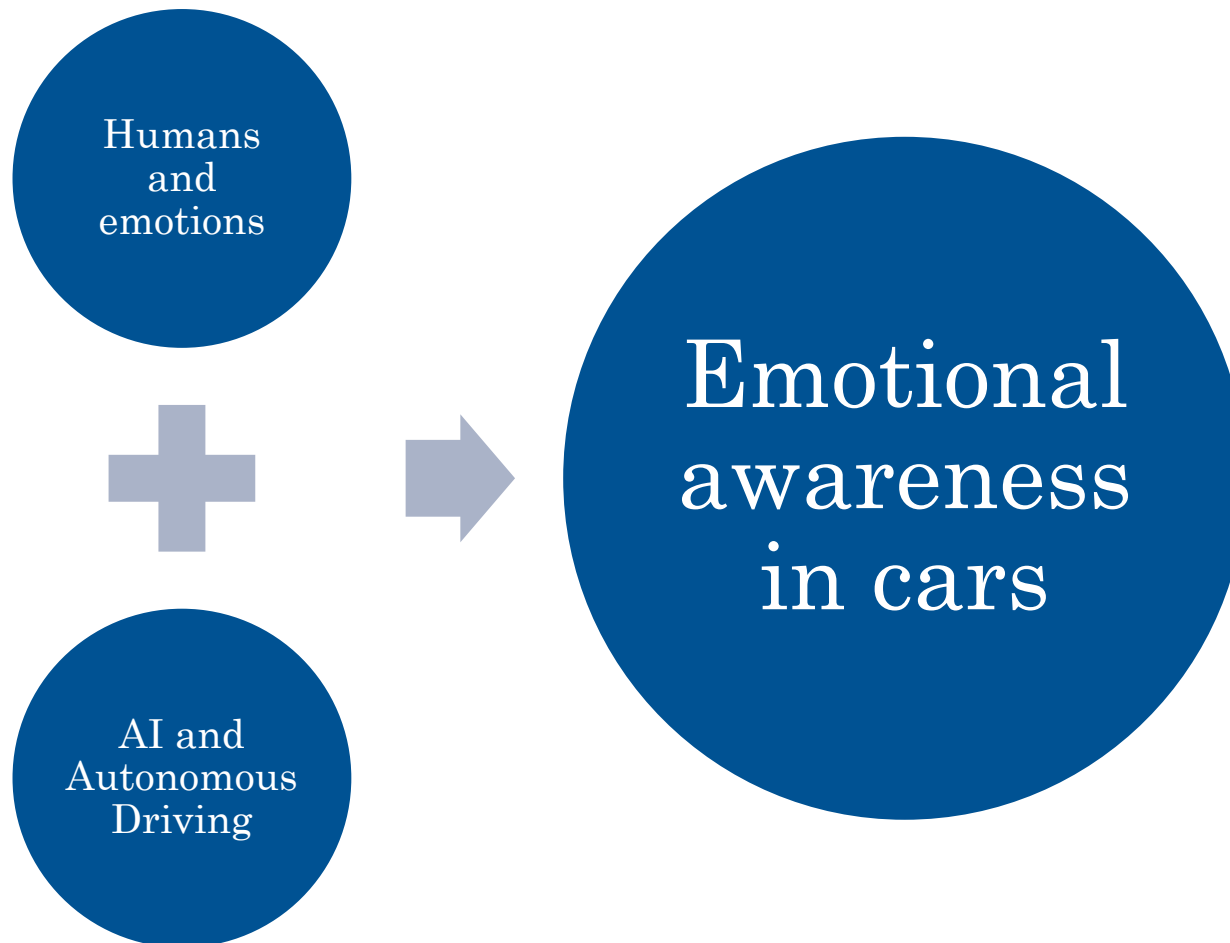 Humans
and
emotions
AI and
Autonomous
Driving
Emotional
awareness
in cars